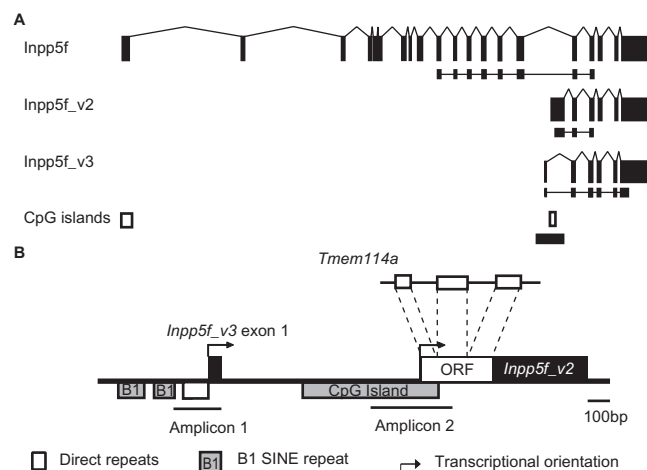 A
Inpp5f
Inpp5f_v2
Inpp5f_v3
CpG islands
B
Tmem114a
Inpp5f_v3 exon 1
ORF
Inpp5f_v2
B1
B1
CpG Island
100bp
Amplicon 1
Amplicon 2
Direct repeats
B1
B1 SINE repeat
Transcriptional orientation